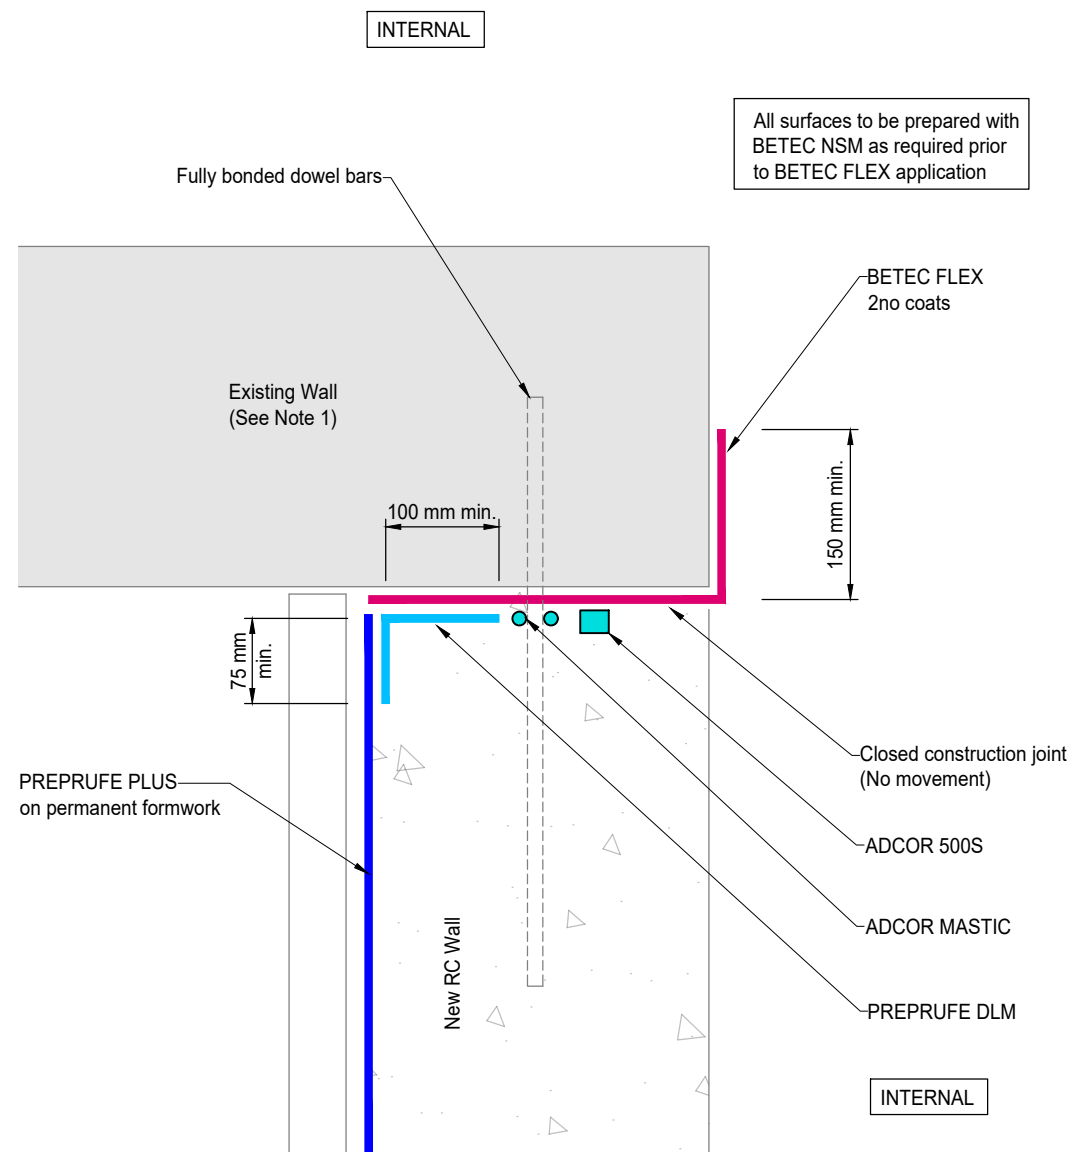 INTERNAL
All surfaces to be prepared with
BETEC NSM as required prior
to BETEC FLEX application
Fully bonded dowel bars
BETEC FLEX
2no coats
Existing Wall
(See Note 1)
100 mm min.
150 mm min.
75 mm
min.
Closed construction joint
(No movement)
PREPRUFE PLUS
on permanent formwork
ADCOR 500S
ADCOR MASTIC
New RC Wall
PREPRUFE DLM
INTERNAL